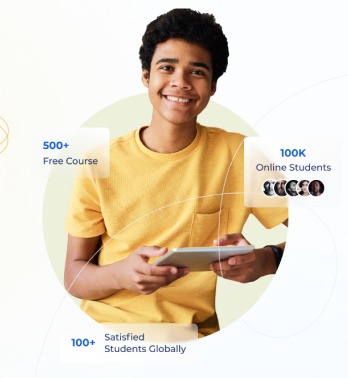 500+
Free Course
100K
Online Students
100+ Satisfied
Students Globally